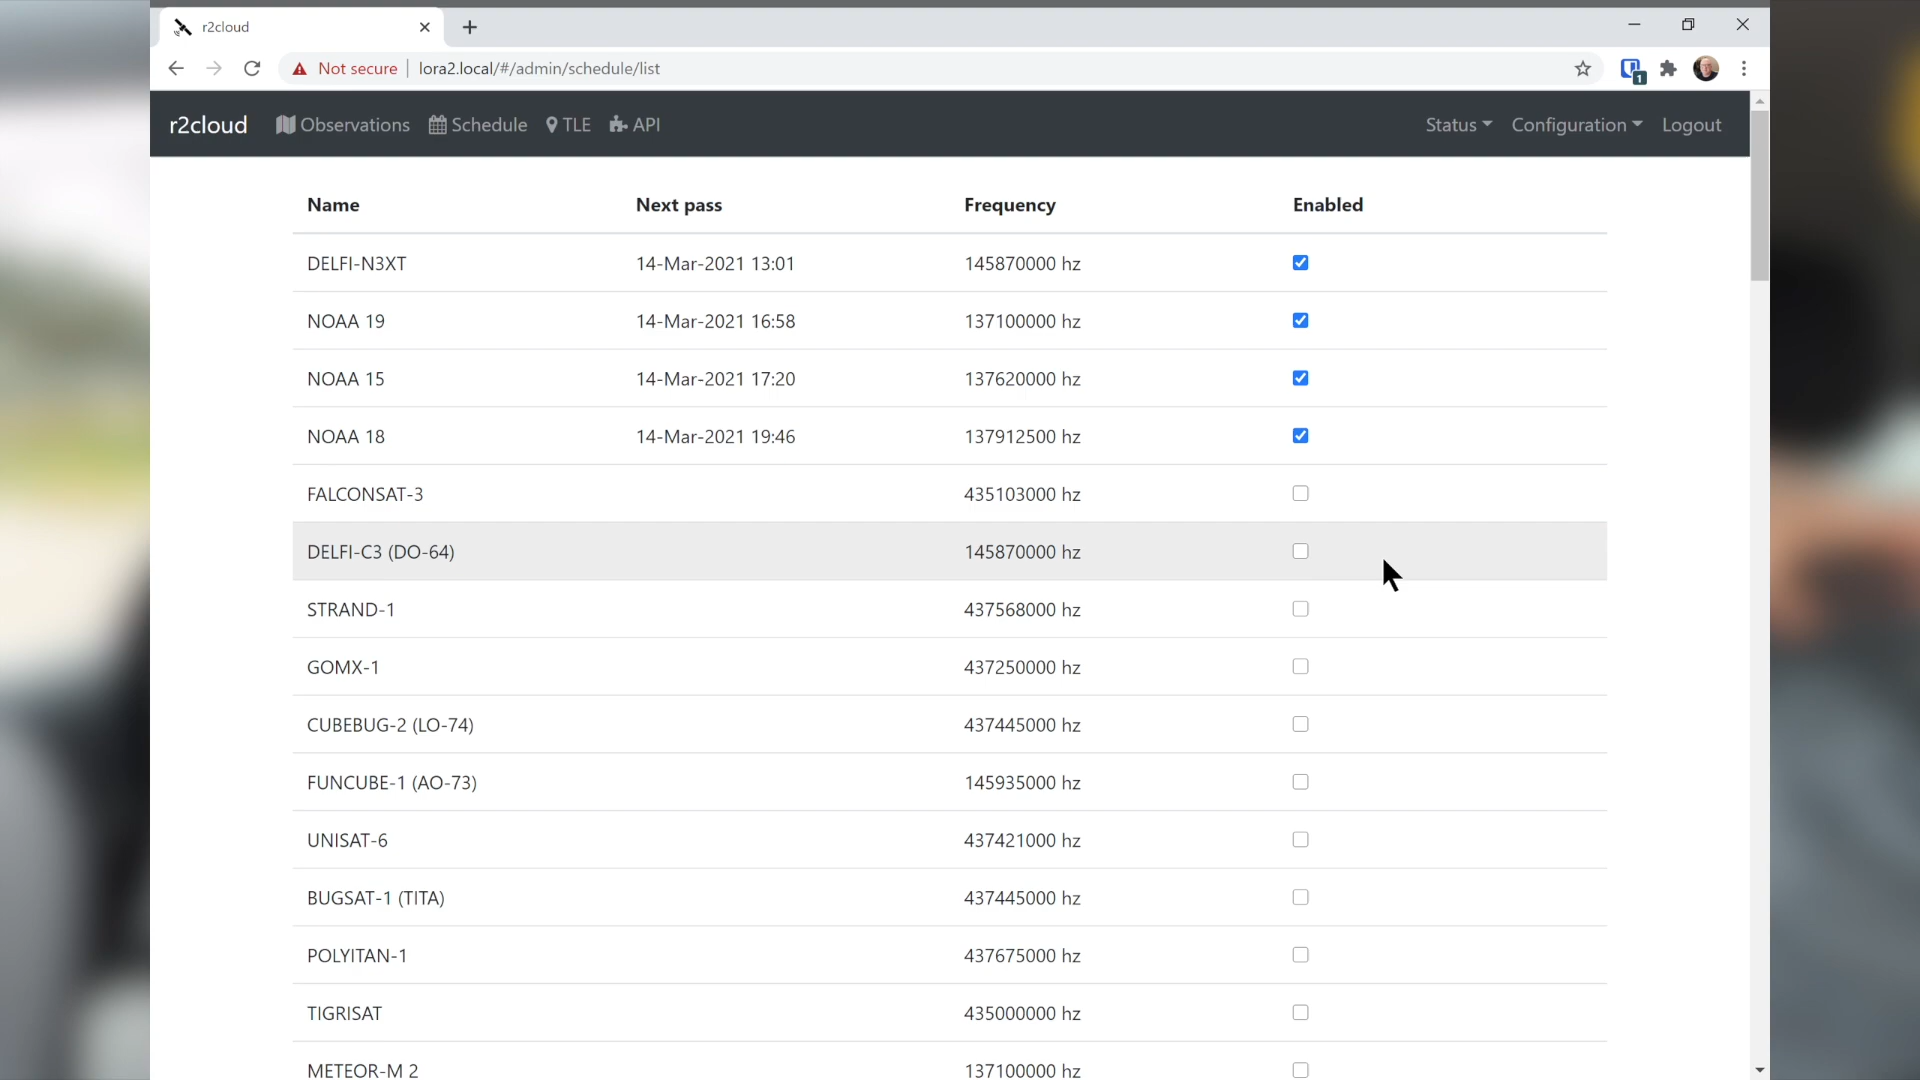 r2cloud
Not secure lora2.local/#/admin/schedule/list
1
r2cloud Observations Schedule TLE API Status Configuration Logout
Name Next pass Frequency Enabled
DELFI-N3XT 14-Mar-2021 13:01 145870000 hz
NOAA 19 14-Mar-2021 16:58 137100000 hz
NOAA 15 14-Mar-2021 17:20 137620000 hz
NOAA 18 14-Mar-2021 19:46 137912500 hz
FALCONSAT-3 435103000 hz
DELFI-C3 (DO-64) 145870000 hz
STRAND-1 437568000 hz
GOMX-1 437250000 hz
CUBEBUG-2 (LO-74) 437445000 hz
FUNCUBE-1 (AO-73) 145935000 hz
UNISAT-6 437421000 hz
BUGSAT-1 (TITA) 437445000 hz
POLYITAN-1 437675000 hz
TIGRISAT 435000000 hz
METEOR-M 2 137100000 hz